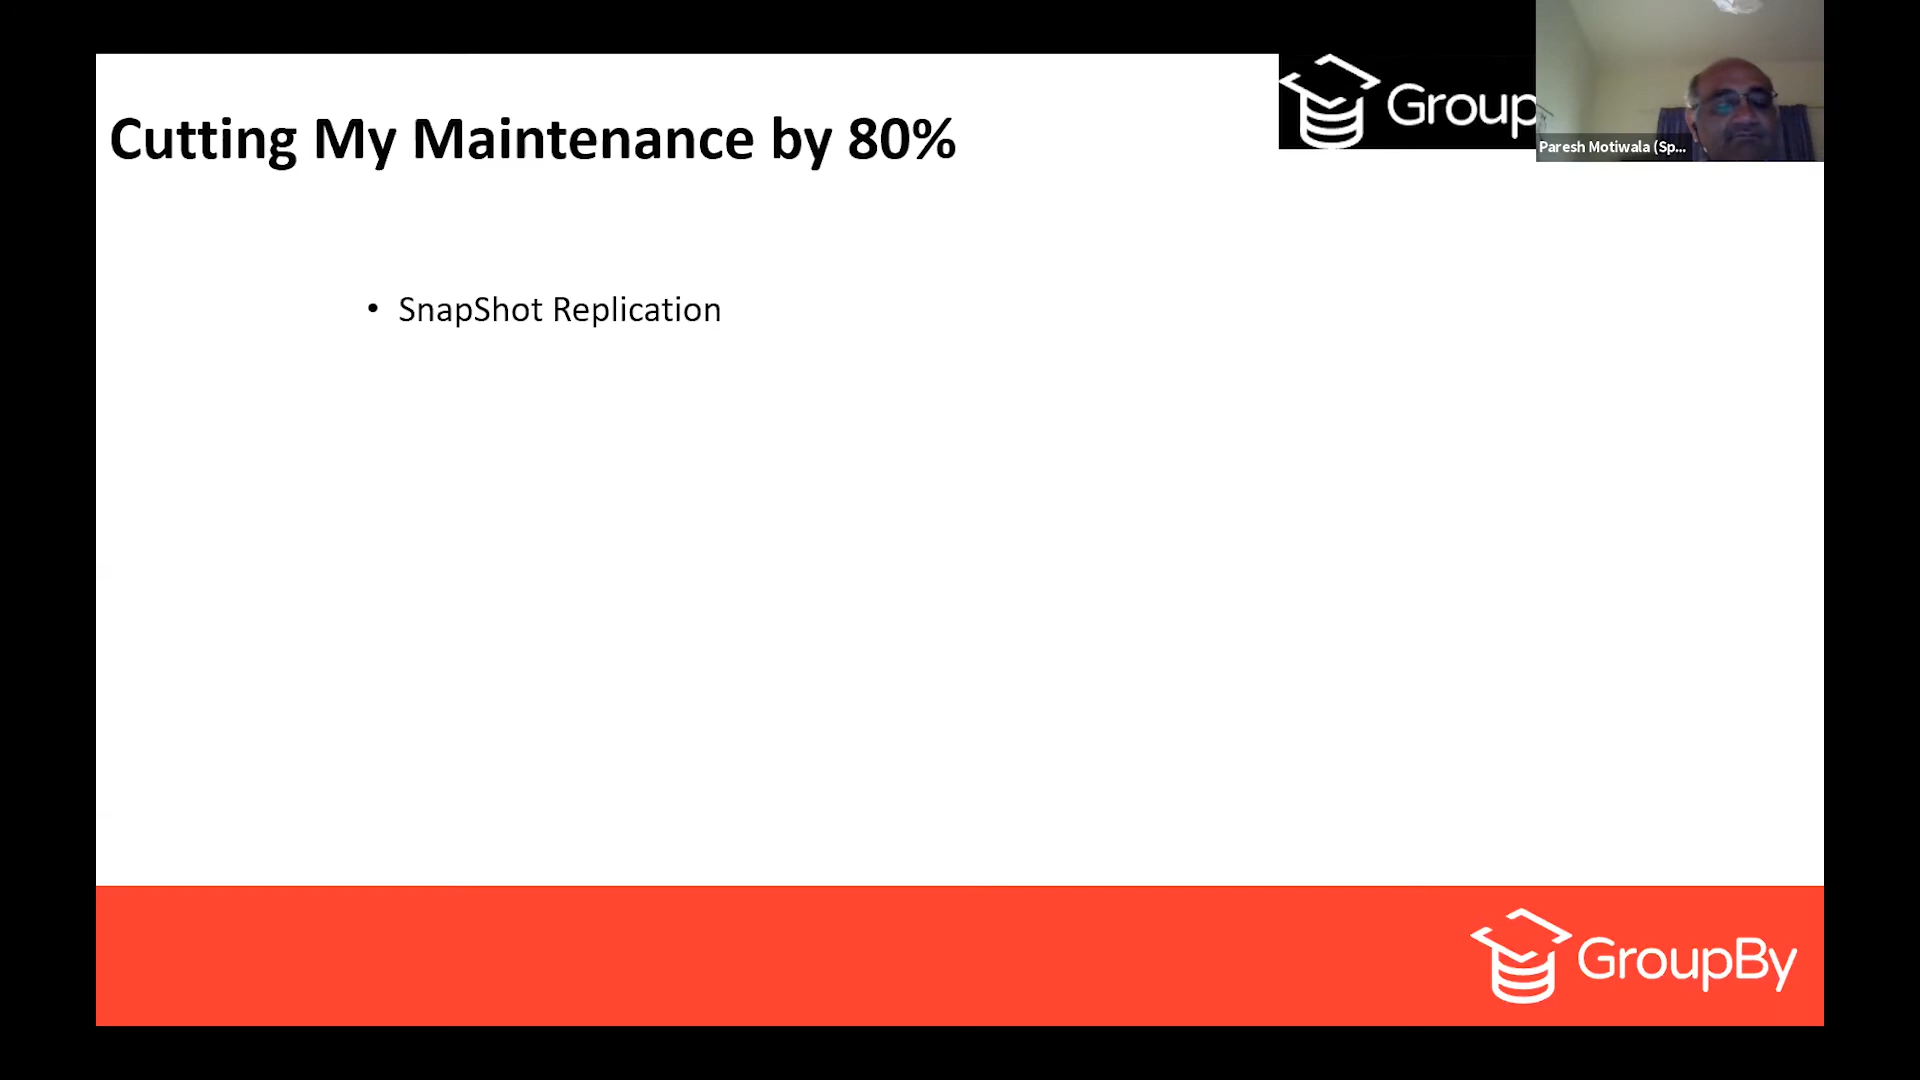 Cutting My Maintenance by 80%
Group
Paresh Motiwala (Sp...
• SnapShot Replication
GroupBy